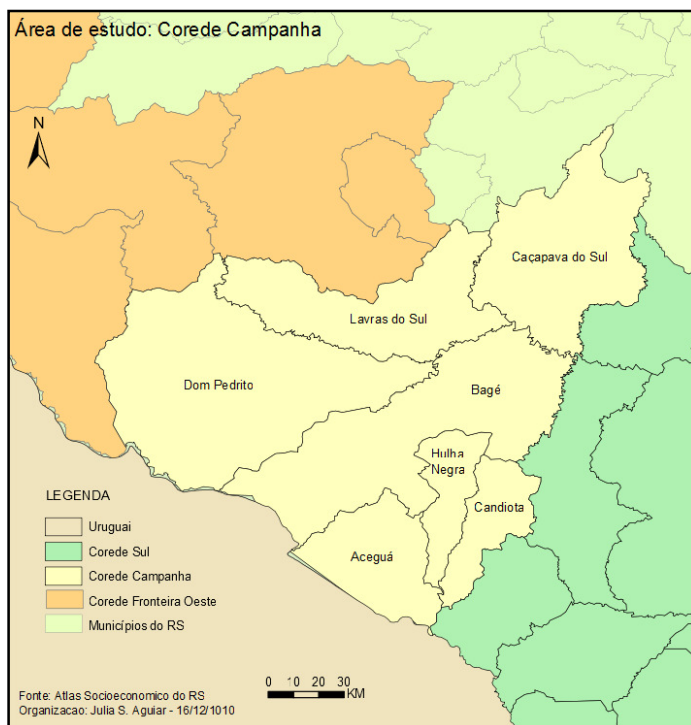 Área de estudo: Corede Campanha
N
Caçapava do Sul
Lavras do Sul
Dom Pedrito
Bagé
Hulha
Negra
Candiota
Aceguá
LEGENDA
Uruguai
Corede Sul
Corede Campanha
Corede Fronteira Oeste
Municípios do RS
0 10 20 30
KM
Fonte: Atlas Socioeconomico do RS
Organizacao: Julia S. Aguiar - 16/12/1010